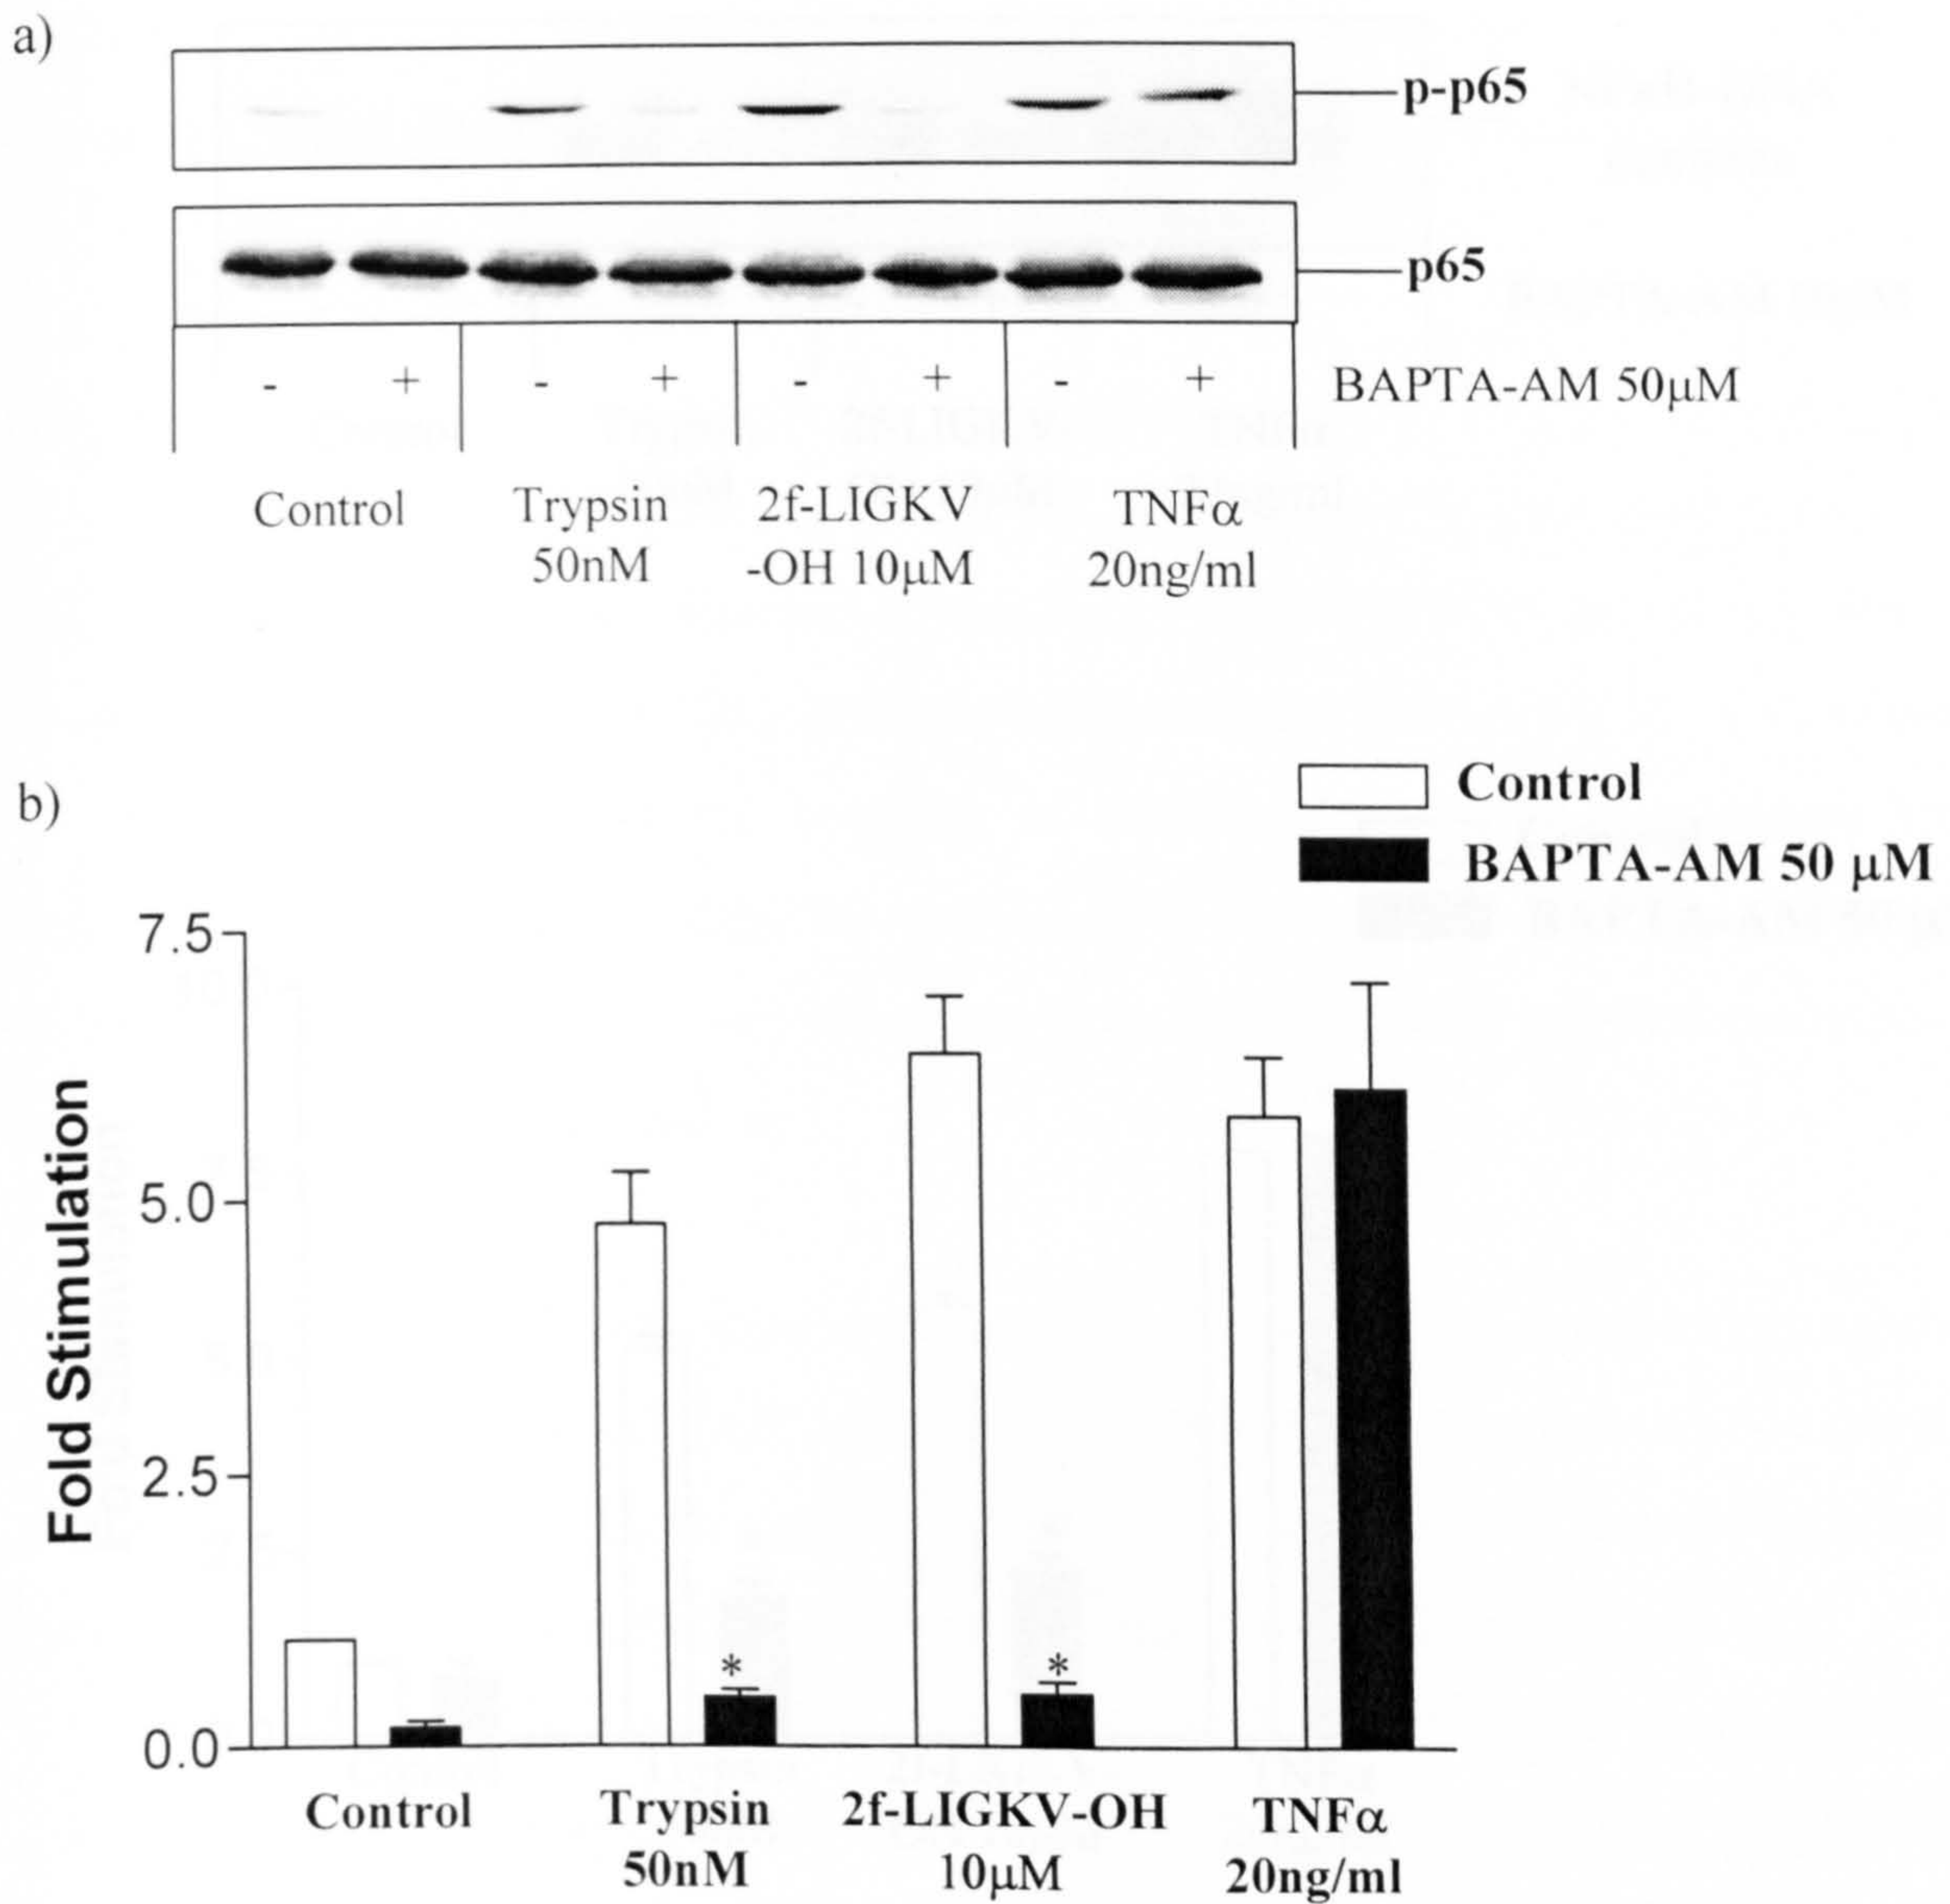 a)
p-p65
p65
- + - + - + - + BAPTA-AM 50μM
Control Trypsin 2f-LIGKV TNFα
50nM -OH 10μM 20ng/ml
b)
Control
BAPTA-AM 50 μM
7.5
5.0
2.5
0.0
Fold Stimulation
* *
Control Trypsin 2f-LIGKV-OH TNFα
50nM 10μM 20ng/ml